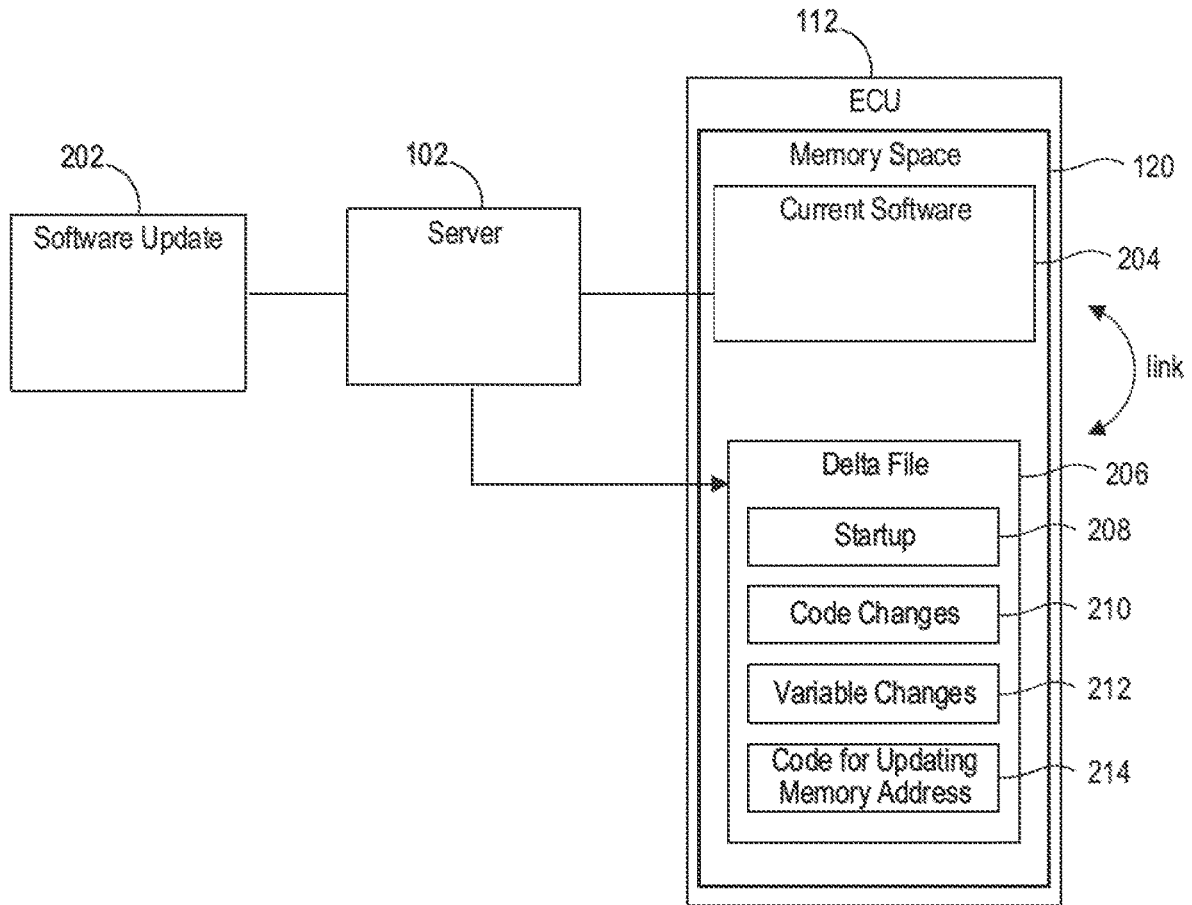 112
ECU
202
102
Memory Space
120
Software Update
Server
Current Software
204
link
Delta File
206
Startup
208
Code Changes
210
Variable Changes
212
Code for Updating
Memory Address
214